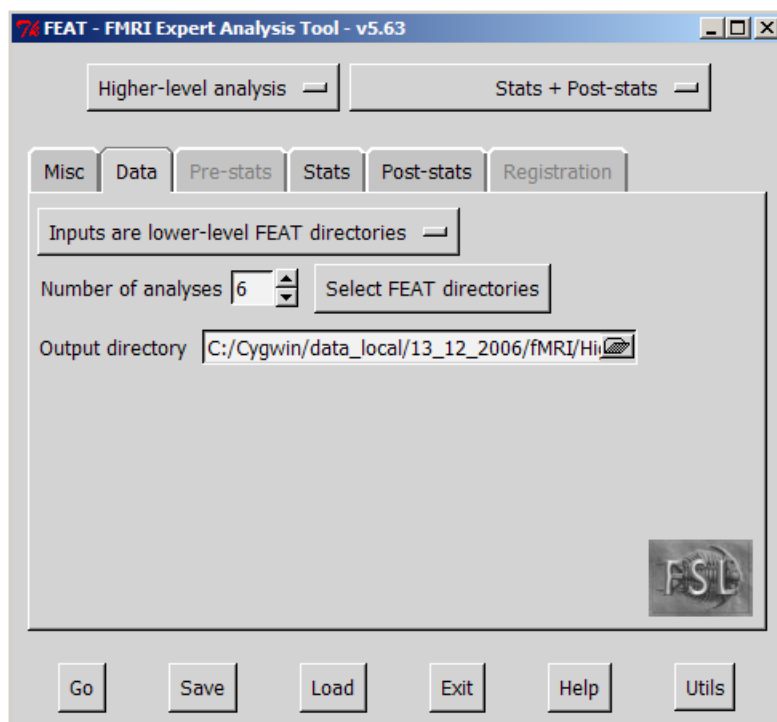 FEAT - FMRI Expert Analysis Tool - v5.63
Higher-level analysis Stats + Post-stats
Misc Data Pre-stats Stats Post-stats Registration
Inputs are lower-level FEAT directories
Number of analyses 6 Select FEAT directories
Output directory C:/Cygwin/data_local/13_12_2006/fMRI/Hi
FSL
Go Save Load Exit Help Utils